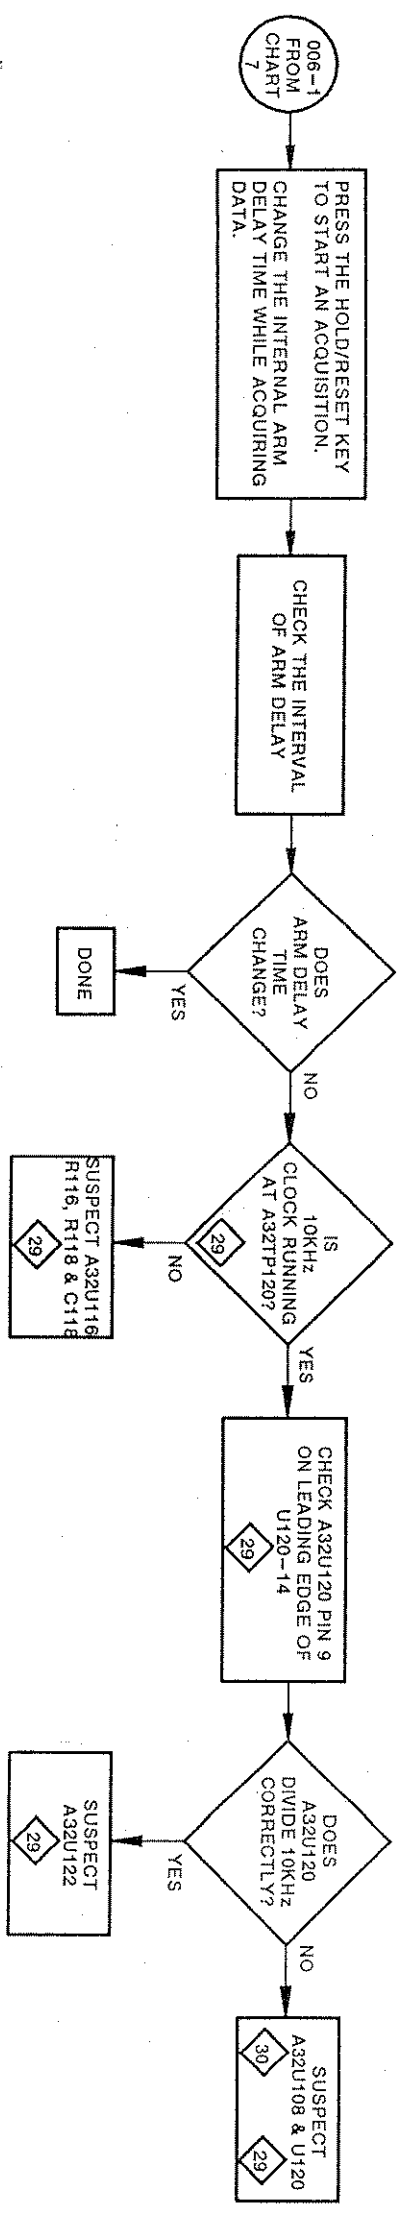 006-1
FROM
CHART
7
PRESS THE HOLD/RESET KEY
TO START AN ACQUISITION.
CHANGE THE INTERNAL ARM
DELAY TIME WHILE ACQUIRING
DATA.
CHECK THE INTERVAL
OF ARM DELAY
DOES
ARM DELAY
TIME
CHANGE?
YES
DONE
NO
IS
10KHz
CLOCK RUNNING
AT A32TP120?
29
NO
SUSPECT A32U116
R116, R118 & C118
29
YES
CHECK A32U120 PIN 9
ON LEADING EDGE OF
U120-14
29
DOES
A32U120
DIVIDE 10KHz
CORRECTLY?
YES
SUSPECT
A32U122
29
NO
SUSPECT
A32U108 & U120
30
29